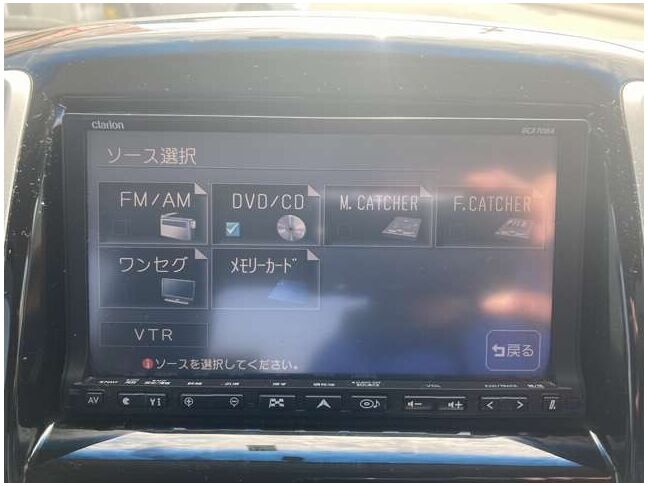 clarion
ソース選択
FM/AM DVD/CD M. CATCHER F.CATCHER
ワンセグ メモリーカード
VTR
戻る
ソースを選択してください。
VOL
AV